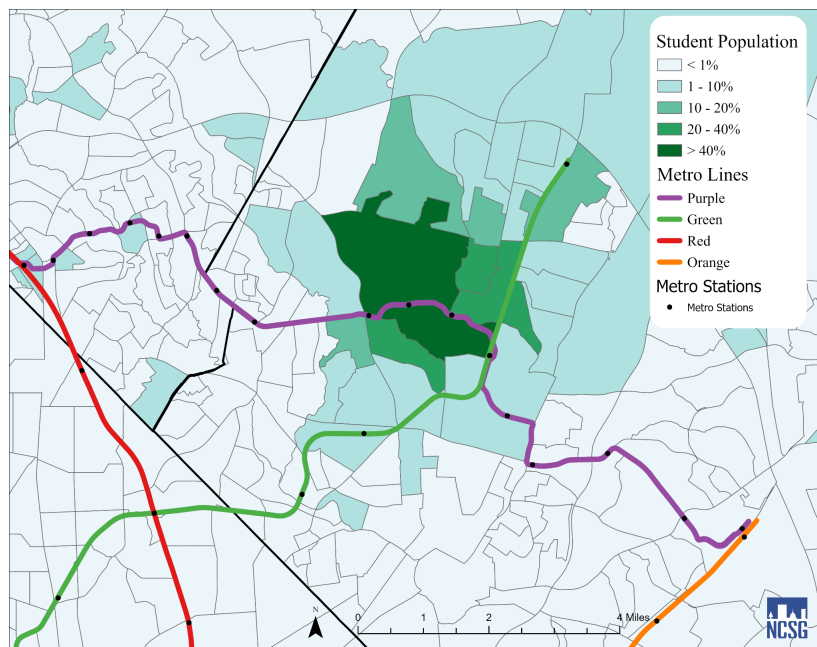 Student Population
< 1%
1 - 10%
10 - 20%
20 - 40%
> 40%
Metro Lines
Purple
Green
Red
Orange
Metro Stations
Metro Stations
N
0 1 2 4 Miles
NCSG